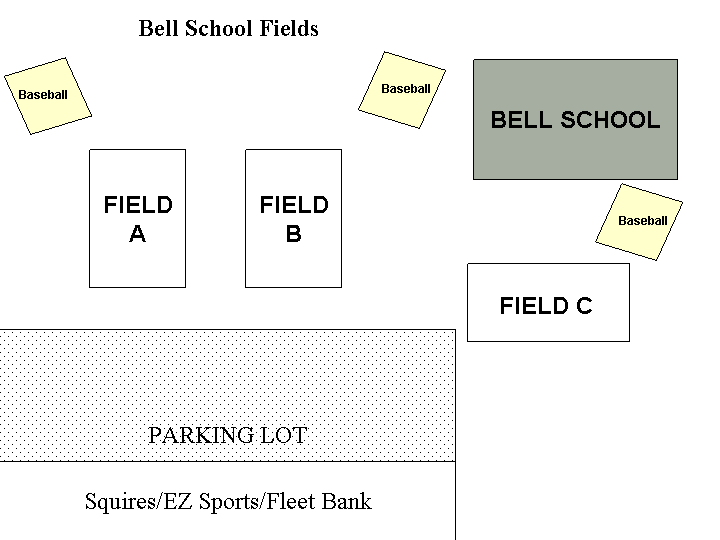 Bell School Fields
Baseball
Baseball
BELL SCHOOL
FIELD
A
FIELD
B
Baseball
FIELD C
PARKING LOT
Squires/EZ Sports/Fleet Bank